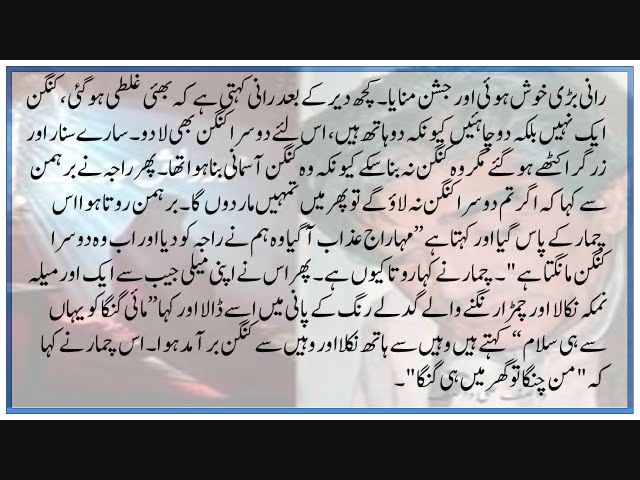 رانی بڑی خوش ہوئی اور جشن منایا۔ کچھ دیر کے بعد رانی کہتی ہے کہ بھئی غلطی ہو گئی، کنگن
ایک نہیں بلکہ دو چاہئیں کیونکہ دو ہاتھ ہیں، اس لئے دوسرا کنگن بھی لا دو۔ سارے سنار اور
زرگر اکٹھے ہو گئے مگر وہ کنگن نہ بنا سکے کیونکہ وہ کنگن آسمانی بنا ہوا تھا۔ پھر راجہ نے برہمن
سے کہا کہ اگر تم دوسرا کنگن نہ لاؤ گے تو پھر میں تمہیں مار دوں گا۔ برہمن روتا ہوا اس
چمار کے پاس گیا اور کہتا ہے ”مہاراج عذاب آ گیا وہ ہم نے راجہ کو دیا اور اب وہ دوسرا
کنگن مانگتا ہے"۔ چمار نے کہا روتا کیوں ہے۔ پھر اس نے اپنی میلی جیب سے ایک اور میلہ
نمکہ نکالا اور چمڑا رنگنے والے گدلے رنگ کے پانی میں اسے ڈالا اور کہا ”مائی گنگا کو یہاں
سے ہی سلام“ کہتے ہیں وہیں سے ہاتھ نکلا اور وہیں سے کنگن برآمد ہوا۔ اس چمار نے کہا
کہ "من چنگا تو گھر میں ہی گنگا"۔